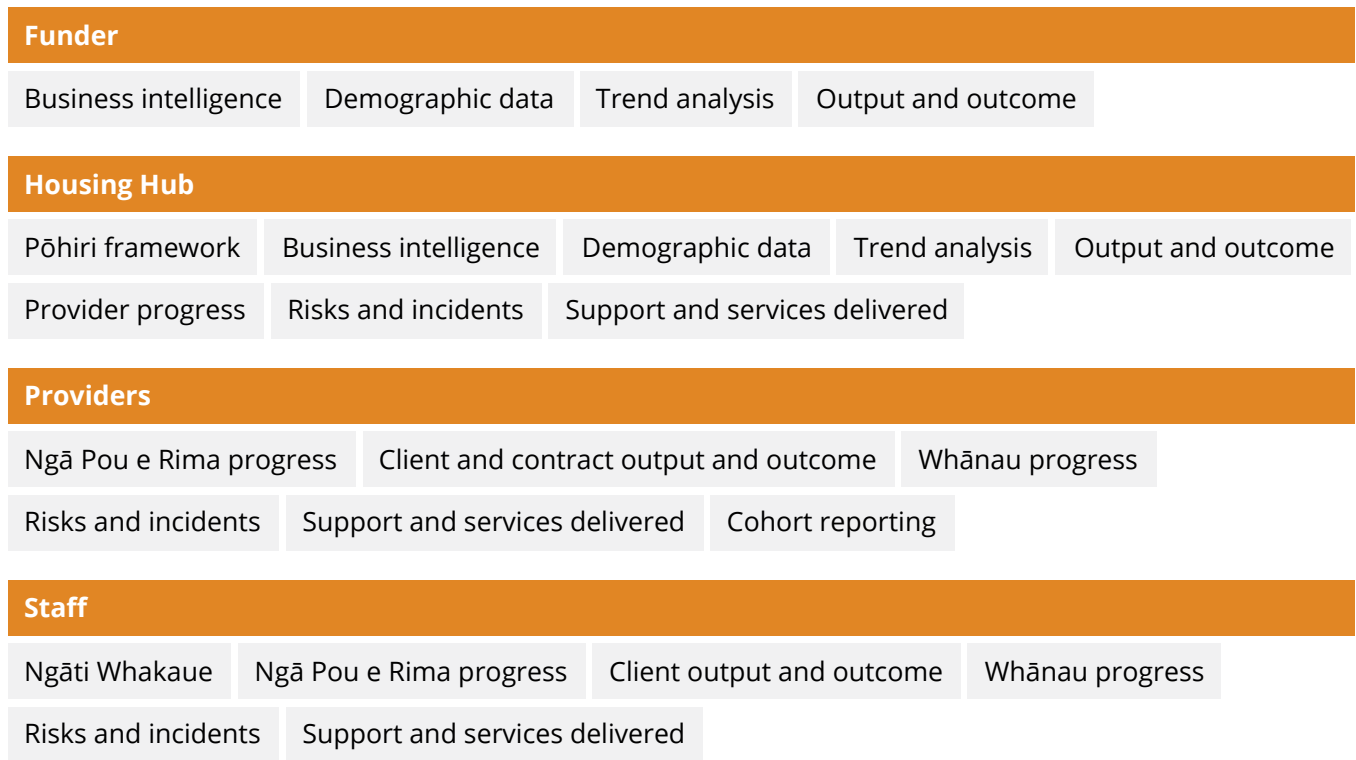 Funder
Business intelligence Demographic data Trend analysis Output and outcome
Housing Hub
Pōhiri framework Business intelligence Demographic data Trend analysis Output and outcome
Provider progress Risks and incidents Support and services delivered
Providers
Ngā Pou e Rima progress Client and contract output and outcome Whānau progress
Risks and incidents Support and services delivered Cohort reporting
Staff
Ngāti Whakaue Ngā Pou e Rima progress Client output and outcome Whānau progress
Risks and incidents Support and services delivered